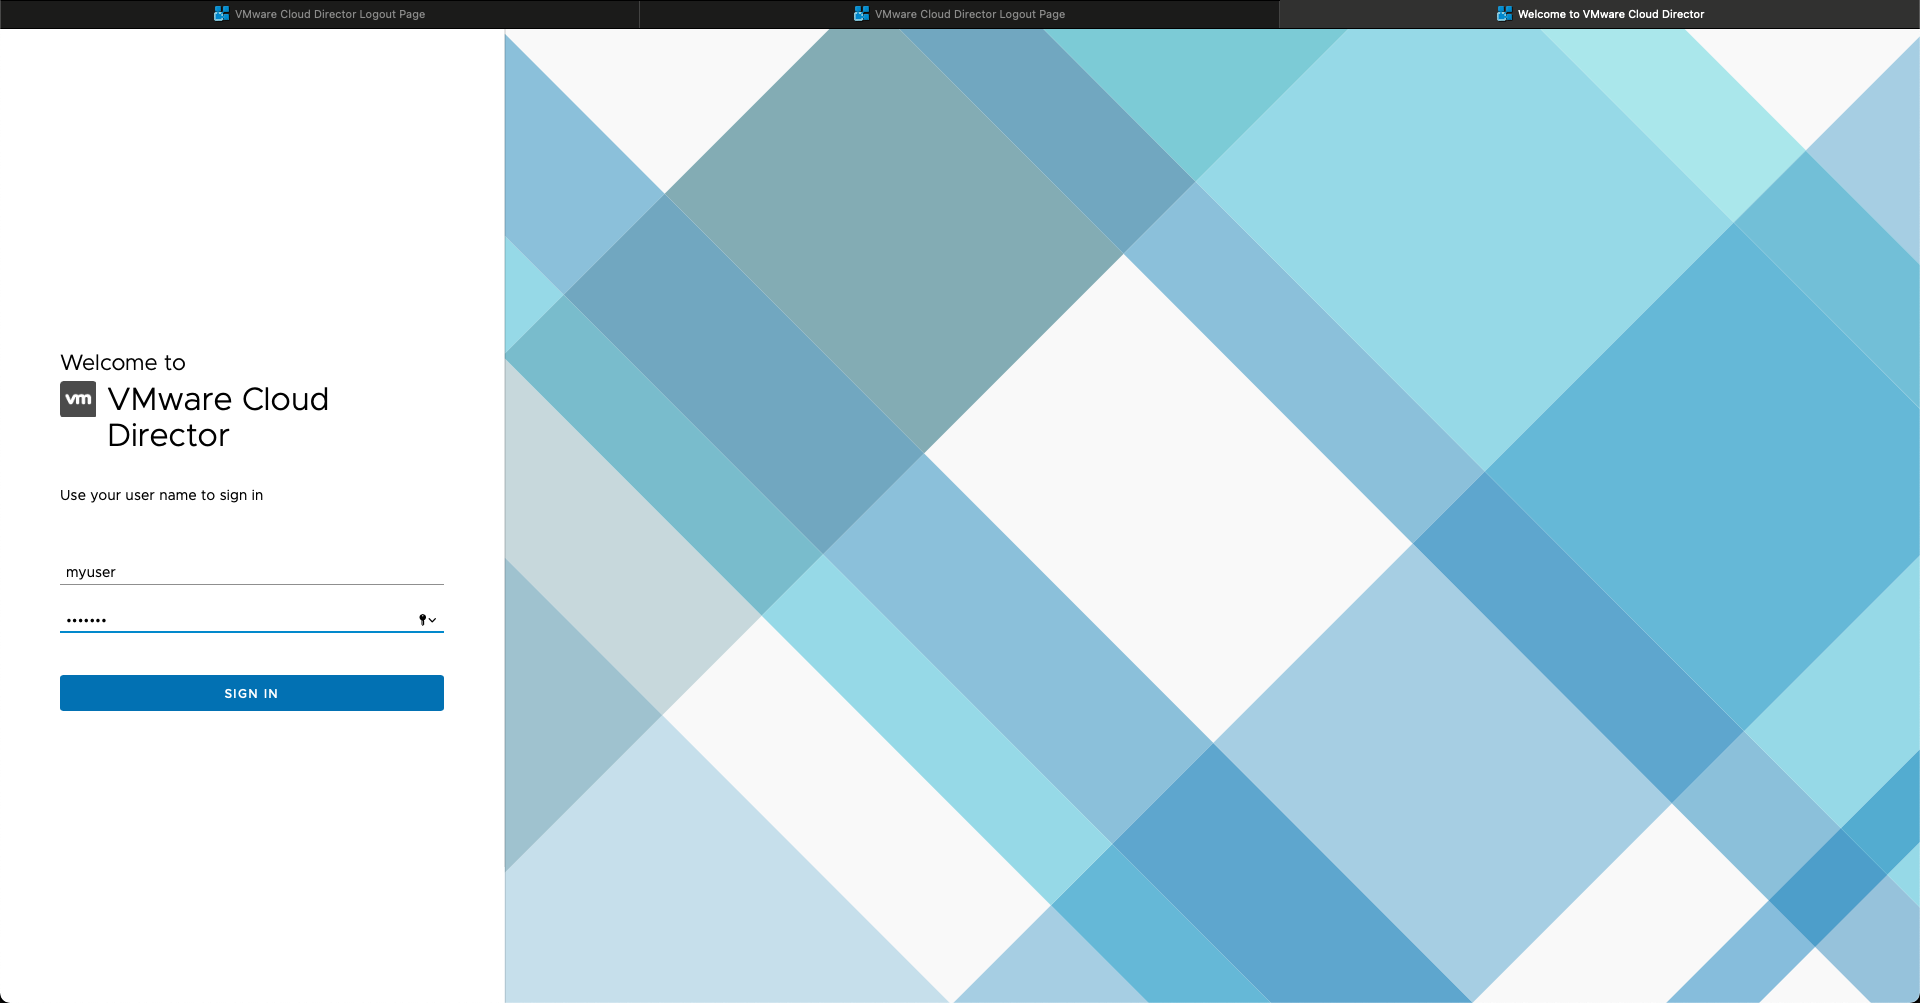 VMware Cloud Director Logout Page
VMware Cloud Director Logout Page
Welcome to VMware Cloud Director
Welcome to
vm
VMware Cloud
Director
Use your user name to sign in
myuser
•••••••
SIGN IN